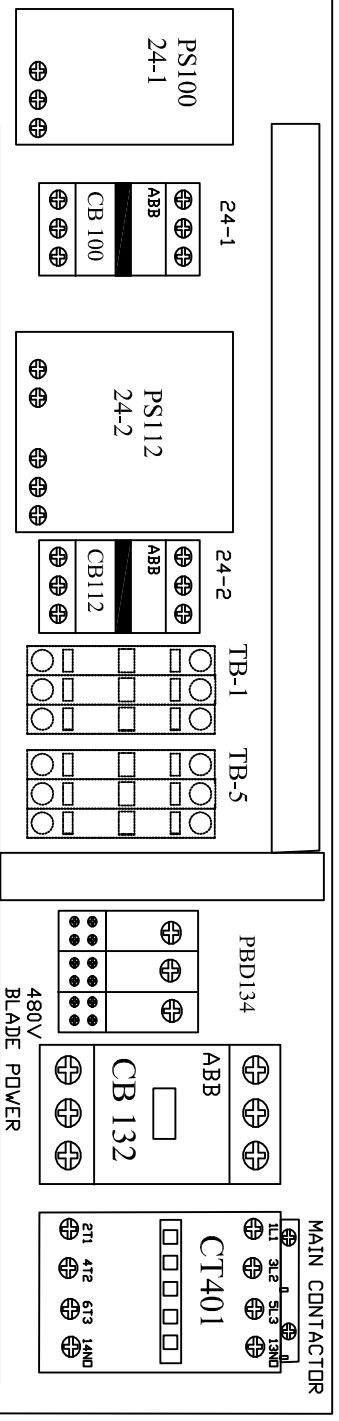 PS100
24-1
24-1
ABB
CB 100
PS112
24-2
24-2
ABB
CB112
TB-1
TB-5
PBD134
480V
BLADE POWER
ABB
CB 132
MAIN CONTACTOR
1L1 3L2 5L3 13NO
CT401
2T1 4T2 6T3 14NO